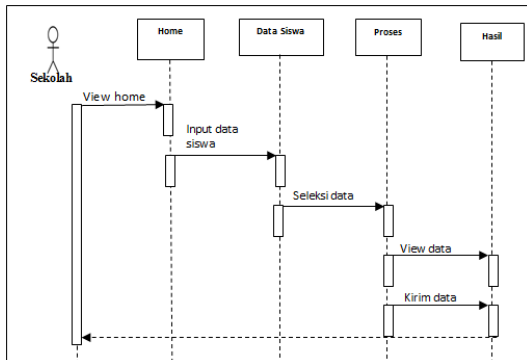 Home
Data Siswa
Proses
Hasil
Sekolah
View home
Input data
siswa
Seleksi data
View data
Kirim data